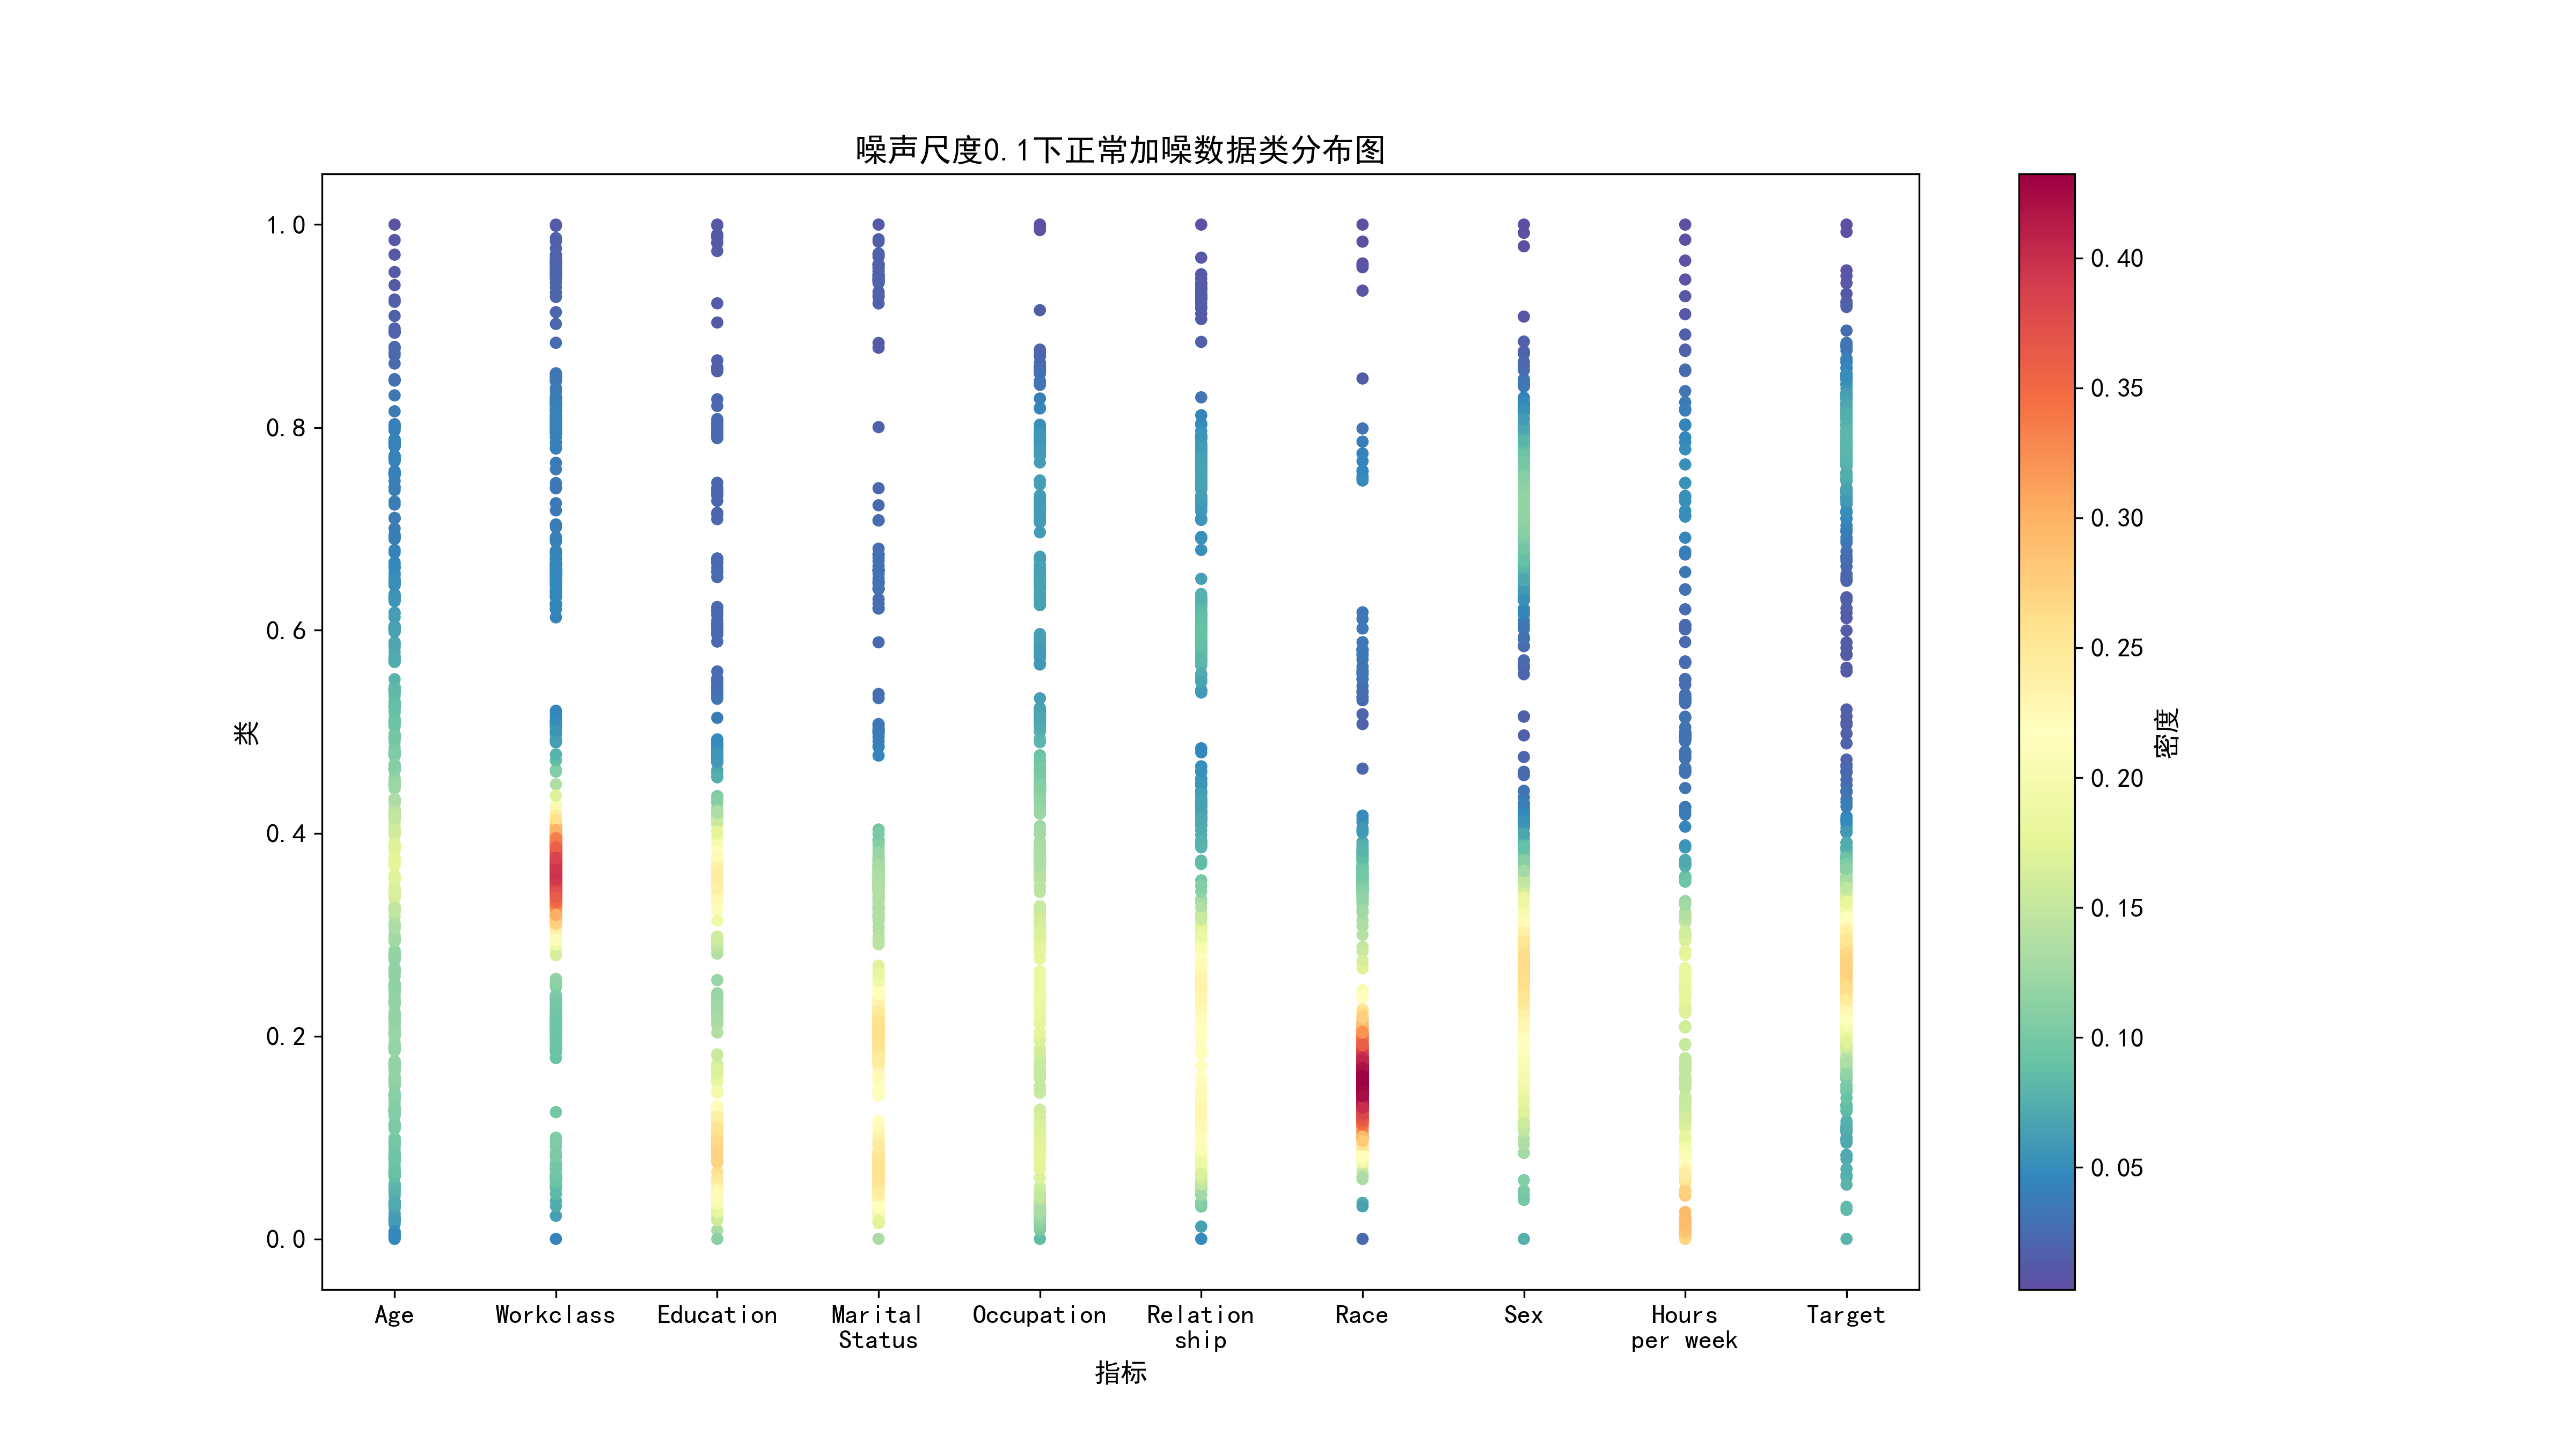 噪声尺度0.1下正常加噪数据类分布图
1.0
0.8
0.6
0.4
0.2
0.0
类
Age
Workclass
Education
Marital
Status
Occupation
Relation
ship
Race
Sex
Hours
per week
Target
指标
0.40
0.35
0.30
0.25
0.20
0.15
0.10
0.05
密度